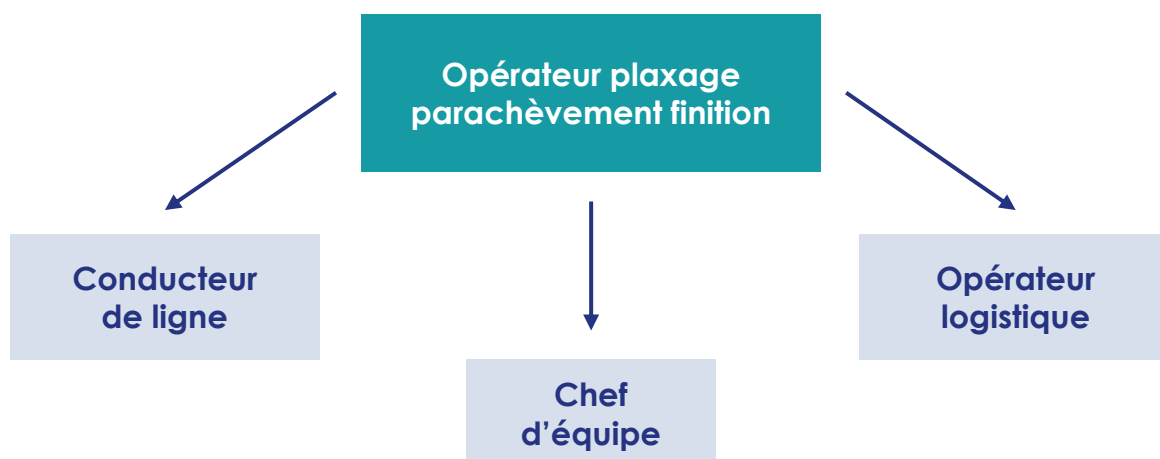 Opérateur plaxage
parachèvement finition
Conducteur
de ligne
Opérateur
logistique
Chef
d’équipe